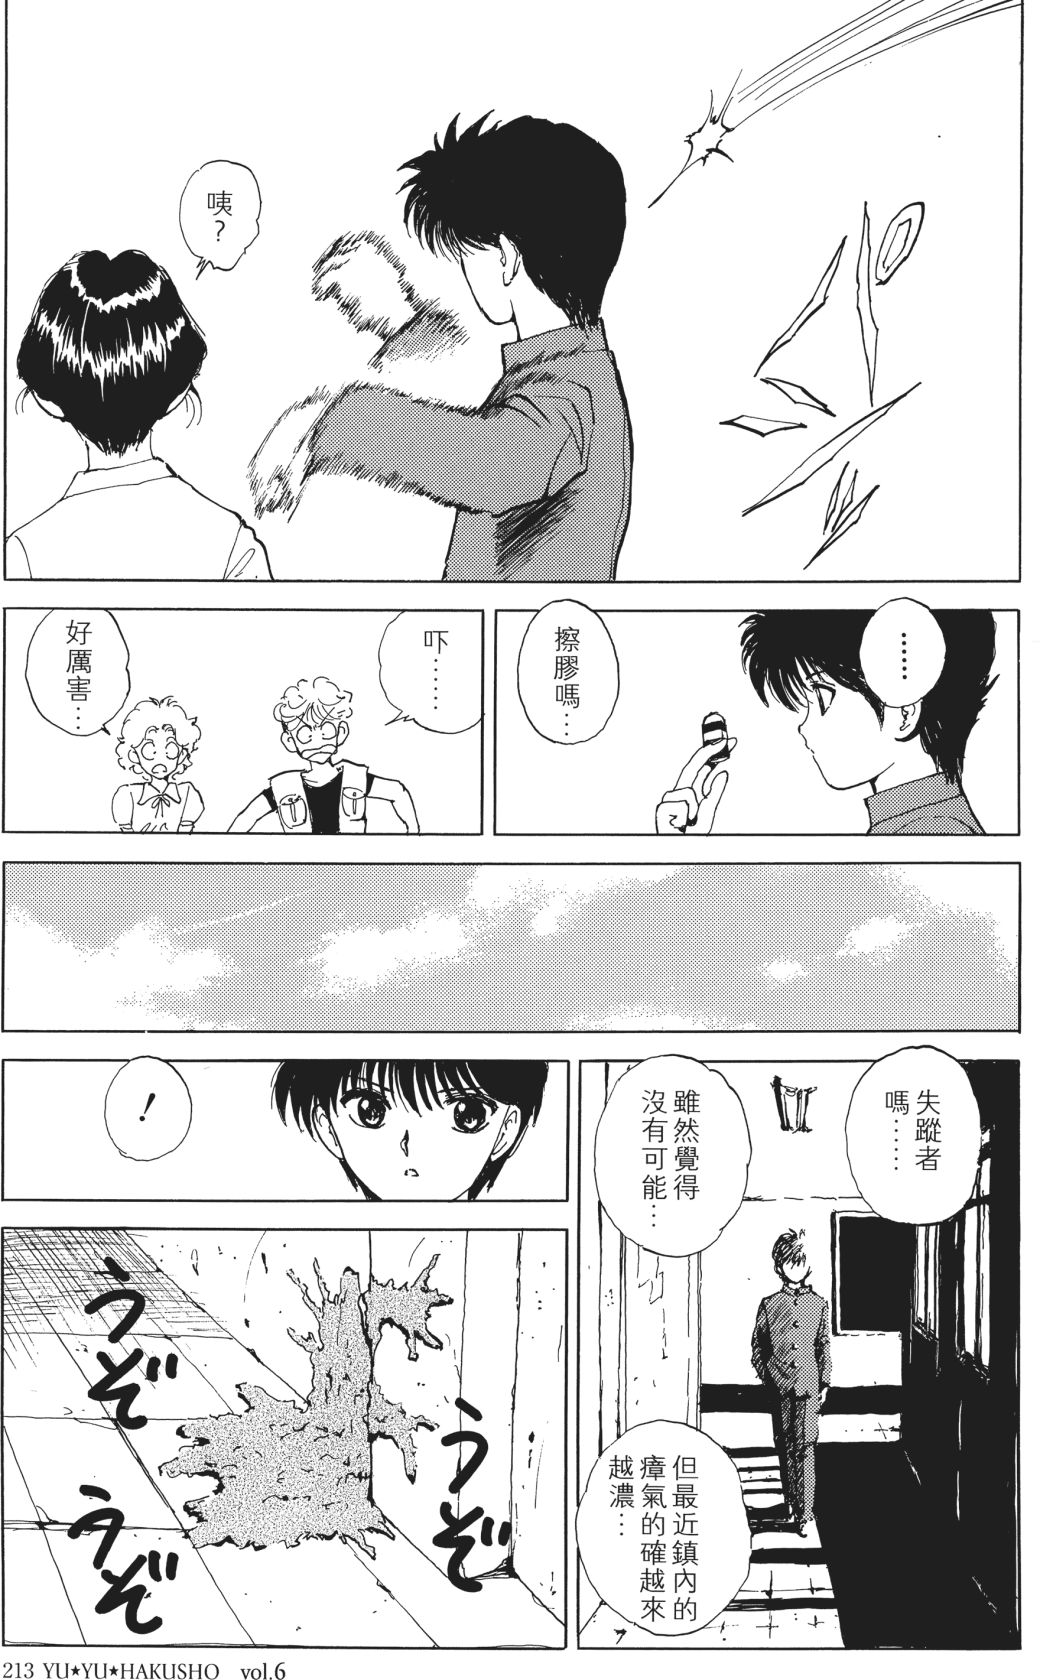 咦?
……
擦膠嗎…
吓……
好厲害…
失蹤者
嗎……
雖然覺得
沒有可能…
但最近鎮內的
瘴氣的確越來
越濃…
!
うぞ
うぞ
うぞ
213 YU★YU★HAKUSHO vol.6